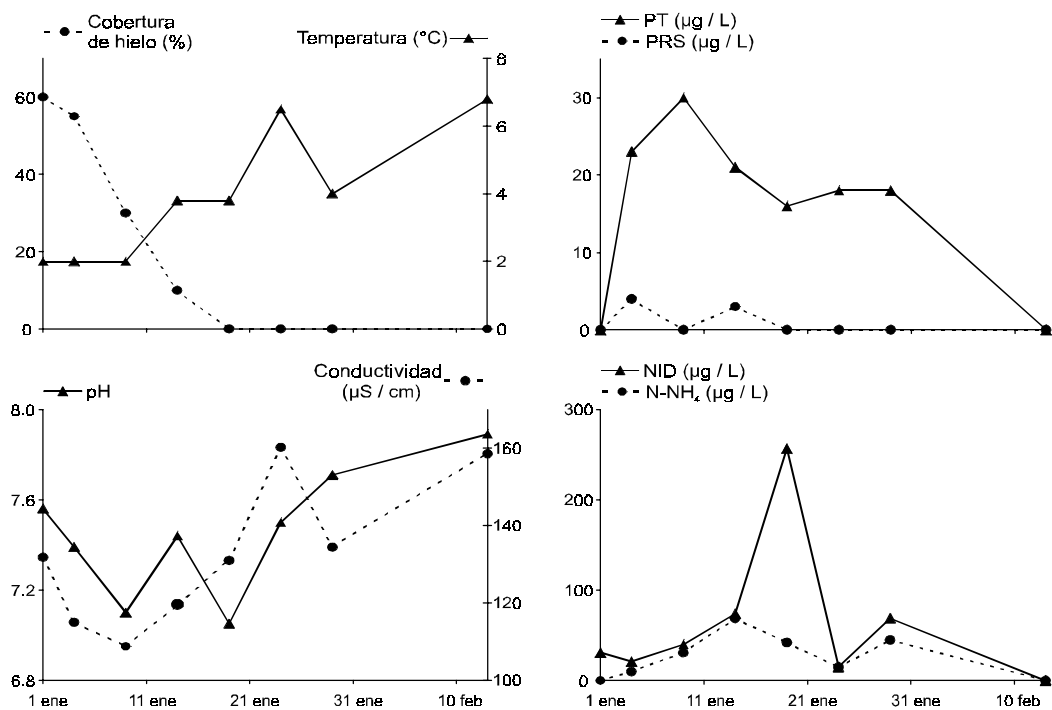 Cobertura
de hielo (%)
Temperatura (°C)
60
40
20
0
8
6
4
2
0
PT (µg / L)
PRS (µg / L)
30
20
10
0
pH
Conductividad
(µS / cm)
8.0
7.6
7.2
6.8
160
140
120
100
1 ene
11 ene
21 ene
31 ene
10 feb
NID (µg / L)
N-NH₄ (µg / L)
300
200
100
0
1 ene
11 ene
21 ene
31 ene
10 feb